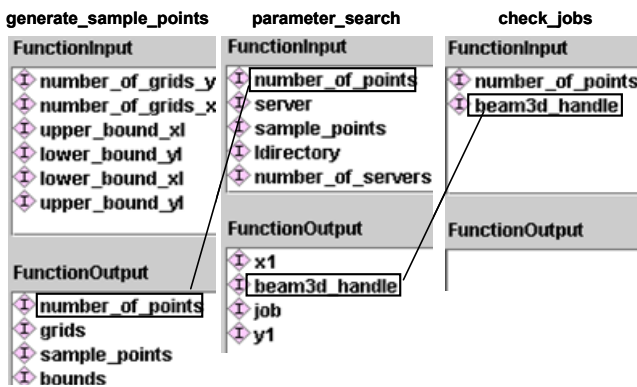 generate_sample_points
FunctionInput
number_of_grids_y
number_of_grids_x
upper_bound_xl
lower_bound_yl
lower_bound_xl
upper_bound_yl
FunctionOutput
number_of_points
grids
sample_points
bounds
parameter_search
FunctionInput
number_of_points
server
sample_points
ldirectory
number_of_servers
FunctionOutput
x1
beam3d_handle
job
y1
check_jobs
FunctionInput
number_of_points
beam3d_handle
FunctionOutput